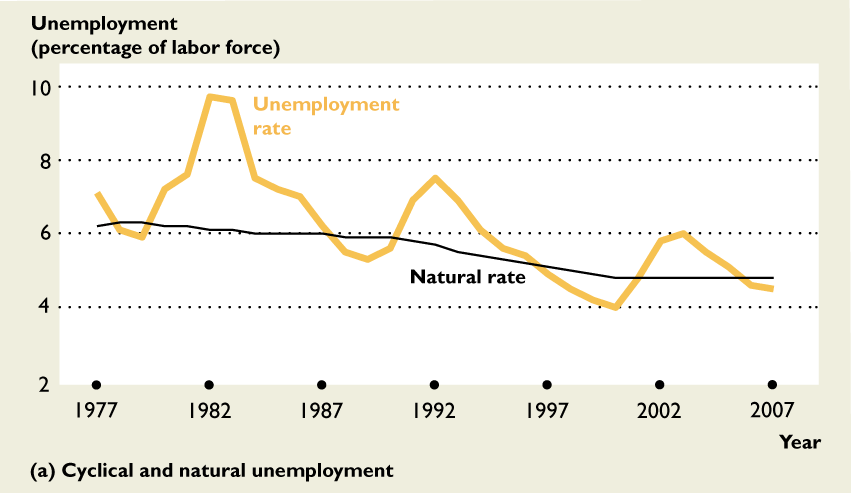 Unemployment
(percentage of labor force)
10
Unemployment
rate
8
6
Natural rate
4
2
1977 1982 1987 1992 1997 2002 2007
Year
(a) Cyclical and natural unemployment